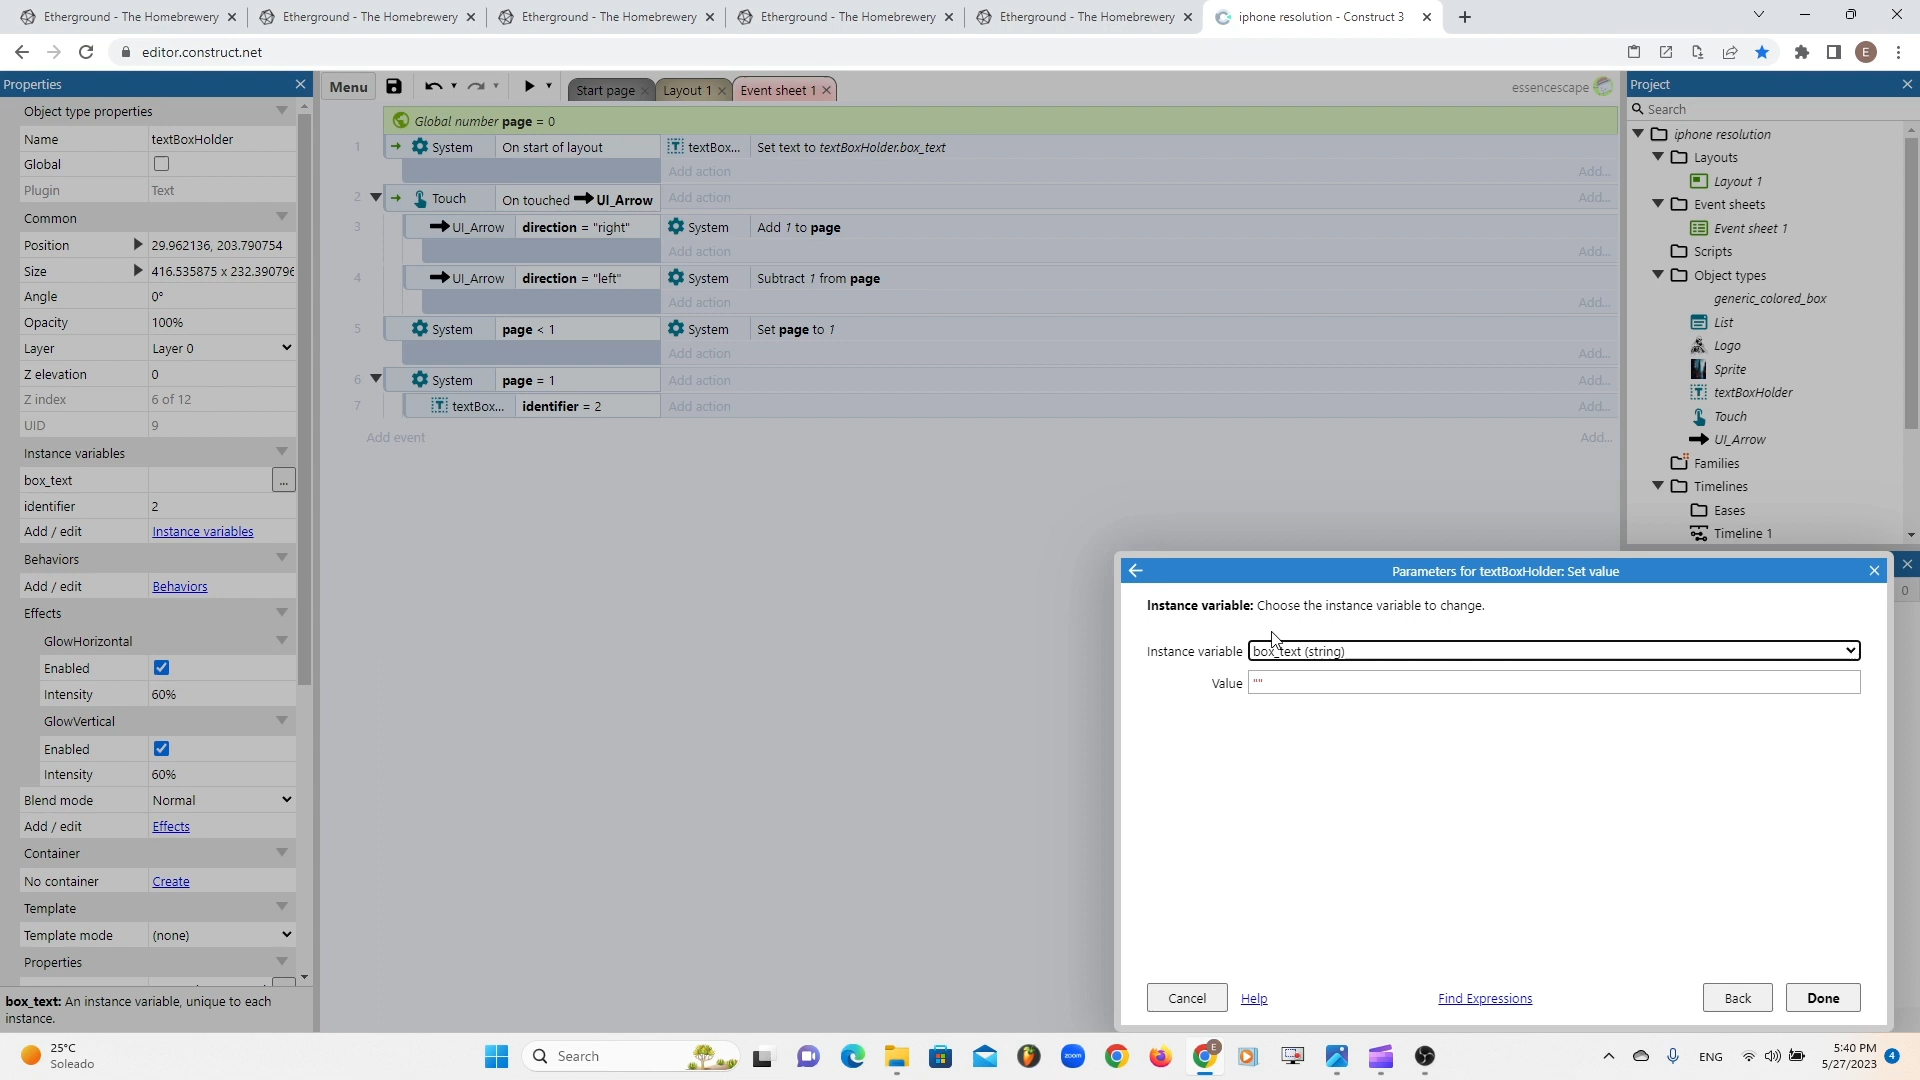 Etherground - The Homebrewery
Etherground - The Homebrewery
Etherground - The Homebrewery
Etherground - The Homebrewery
Etherground - The Homebrewery
iphone resolution - Construct 3
editor.construct.net
E
Properties
Object type properties
Name textBoxHolder
Global
Plugin Text
Common
Position 29.962136, 203.790754
Size 416.535875 x 232.390796
Angle 0°
Opacity 100%
Layer Layer 0
Z elevation 0
Z index 6 of 12
UID 9
Instance variables
box_text ...
identifier 2
Add / edit Instance variables
Behaviors
Add / edit Behaviors
Effects
GlowHorizontal
Enabled
Intensity 60%
GlowVertical
Enabled
Intensity 60%
Blend mode Normal
Add / edit Effects
Container
No container Create
Template
Template mode (none)
Properties
box_text: An instance variable, unique to each
instance.
Menu
Start page
Layout 1
Event sheet 1
essencescape
Global number page = 0
1 System On start of layout textBox... Set text to textBoxHolder.box_text
Add action Add...
2 Touch On touched UI_Arrow Add action Add...
3 UI_Arrow direction = "right" System Add 1 to page
Add action Add...
4 UI_Arrow direction = "left" System Subtract 1 from page
Add action Add...
5 System page < 1 System Set page to 1
Add action Add...
6 System page = 1 Add action Add...
7 textBox... identifier = 2 Add action Add...
Add event Add...
Project
Search
iphone resolution
Layouts
Layout 1
Event sheets
Event sheet 1
Scripts
Object types
generic_colored_box
List
Logo
Sprite
textBoxHolder
Touch
UI_Arrow
Families
Timelines
Eases
Timeline 1
0
Parameters for textBoxHolder: Set value
Instance variable: Choose the instance variable to change.
Instance variable box_text (string)
Value ""
Cancel Help Find Expressions Back Done
25°C
Soleado
Search
zoom
E
ENG
5:40 PM
5/27/2023
4